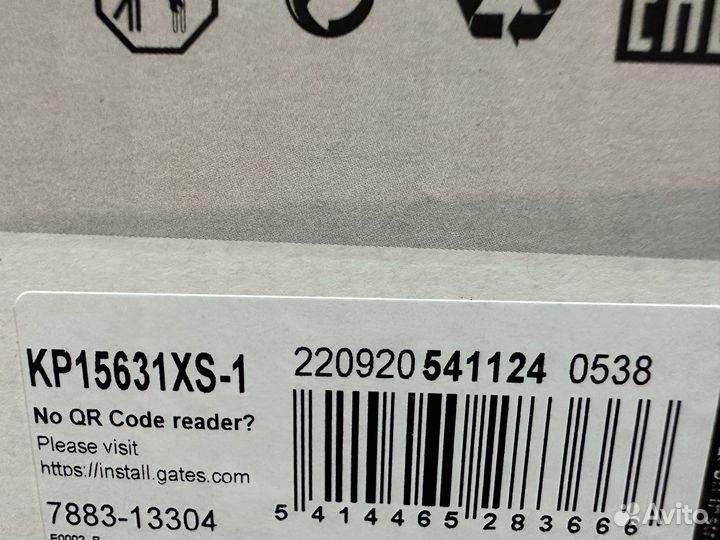 EAC
KP15631XS-1 220920 541124 0538
No QR Code reader?
Please visit
https://install.gates.com
7883-13304
5 414465 283666
Avito